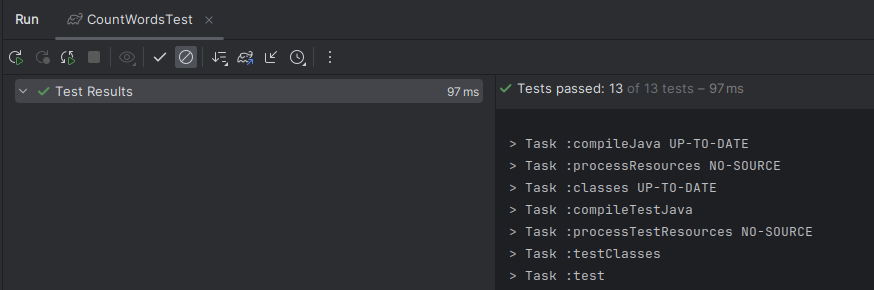 Run CountWordsTest
Test Results 97 ms
Tests passed: 13 of 13 tests – 97 ms
> Task :compileJava UP-TO-DATE
> Task :processResources NO-SOURCE
> Task :classes UP-TO-DATE
> Task :compileTestJava
> Task :processTestResources NO-SOURCE
> Task :testClasses
> Task :test